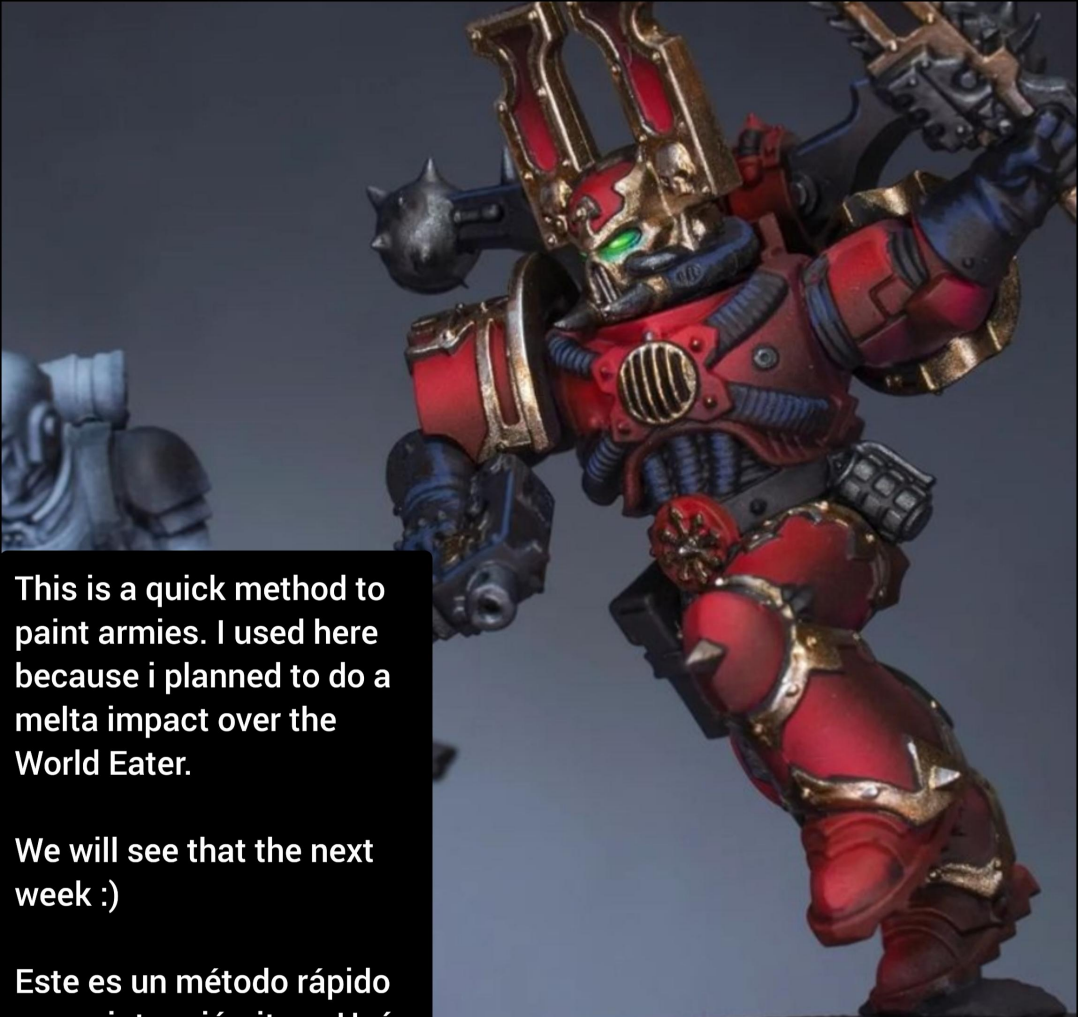 This is a quick method to
paint armies. I used here
because i planned to do a
melta impact over the
World Eater.
We will see that the next
week :)
Este es un método rápido